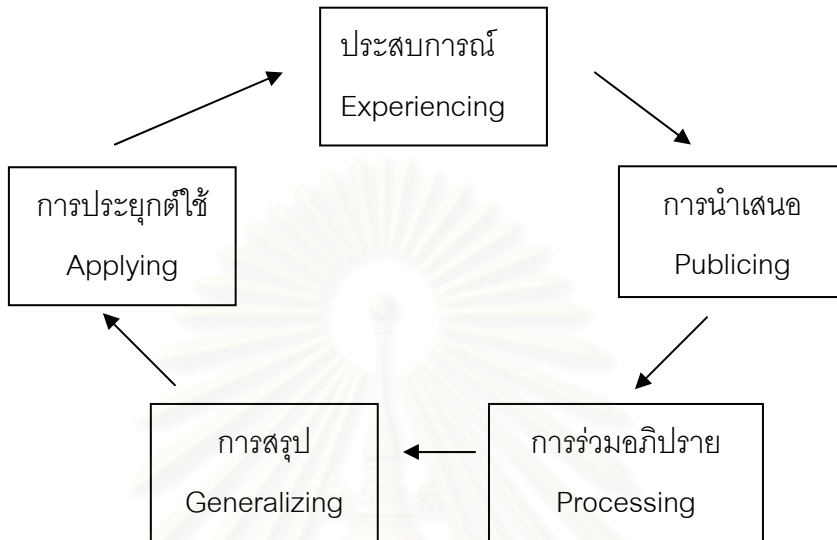 ประสบการณ์
Experiencing
การนำเสนอ
Publicing
การร่วมอภิปราย
Processing
การสรุป
Generalizing
การประยุกต์ใช้
Applying